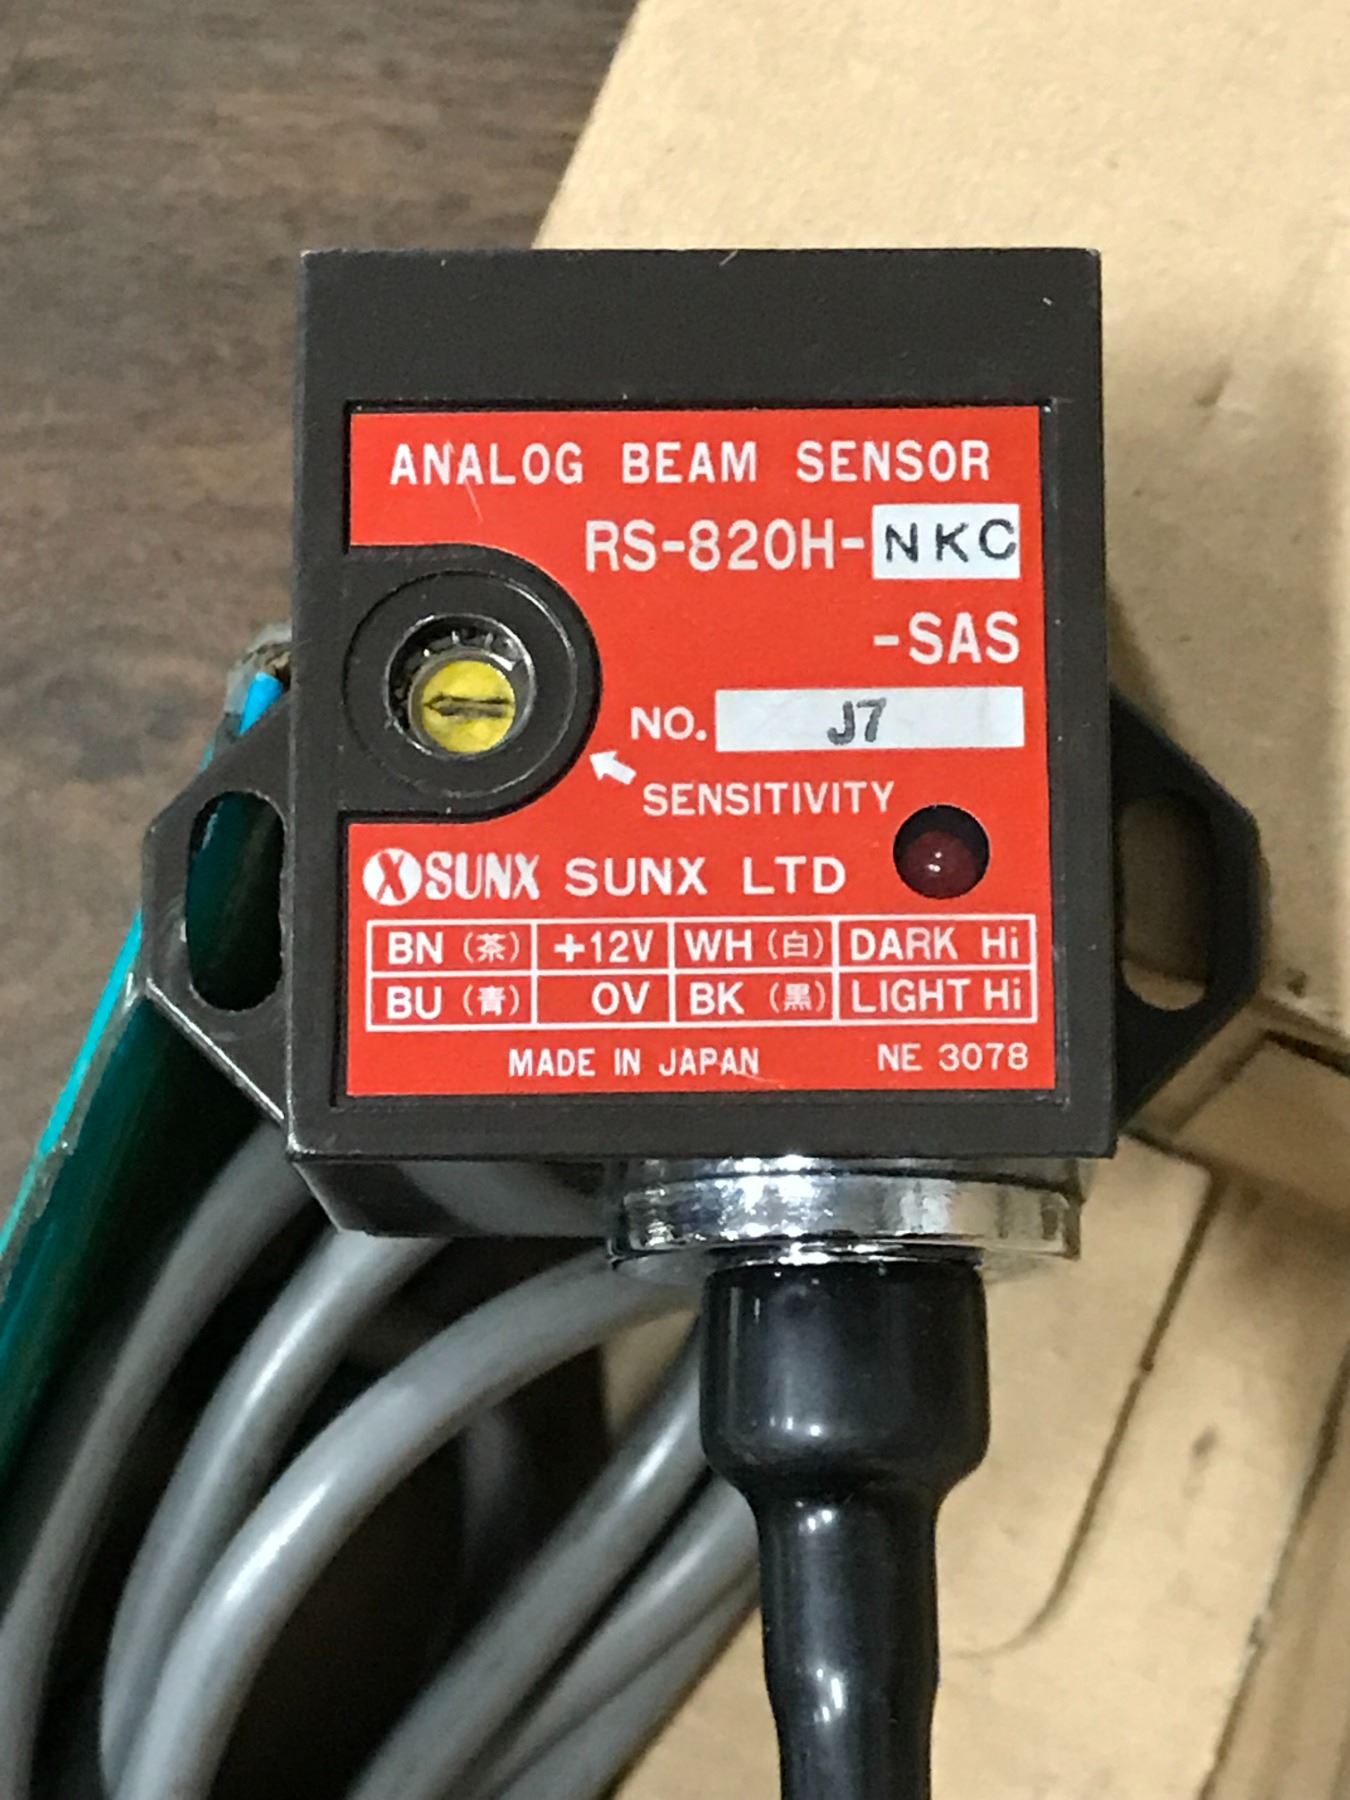 ANALOG BEAM SENSOR
RS-820H-NKC
-SAS
NO. J7
SENSITIVITY
SUNX SUNX LTD
BN (茶) +12V WH (白) DARK Hi
BU (青) 0V BK (黒) LIGHT Hi
MADE IN JAPAN NE 3078